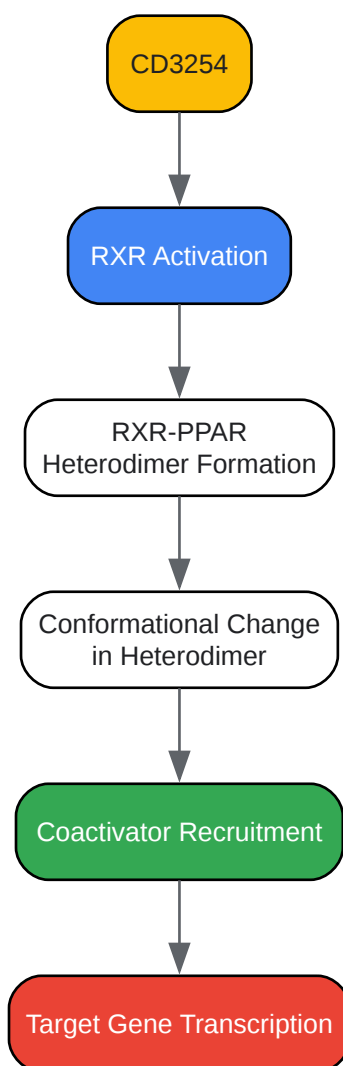 CD3254
RXR Activation
RXR-PPAR
Heterodimer Formation
Conformational Change
in Heterodimer
Coactivator Recruitment
Target Gene Transcription